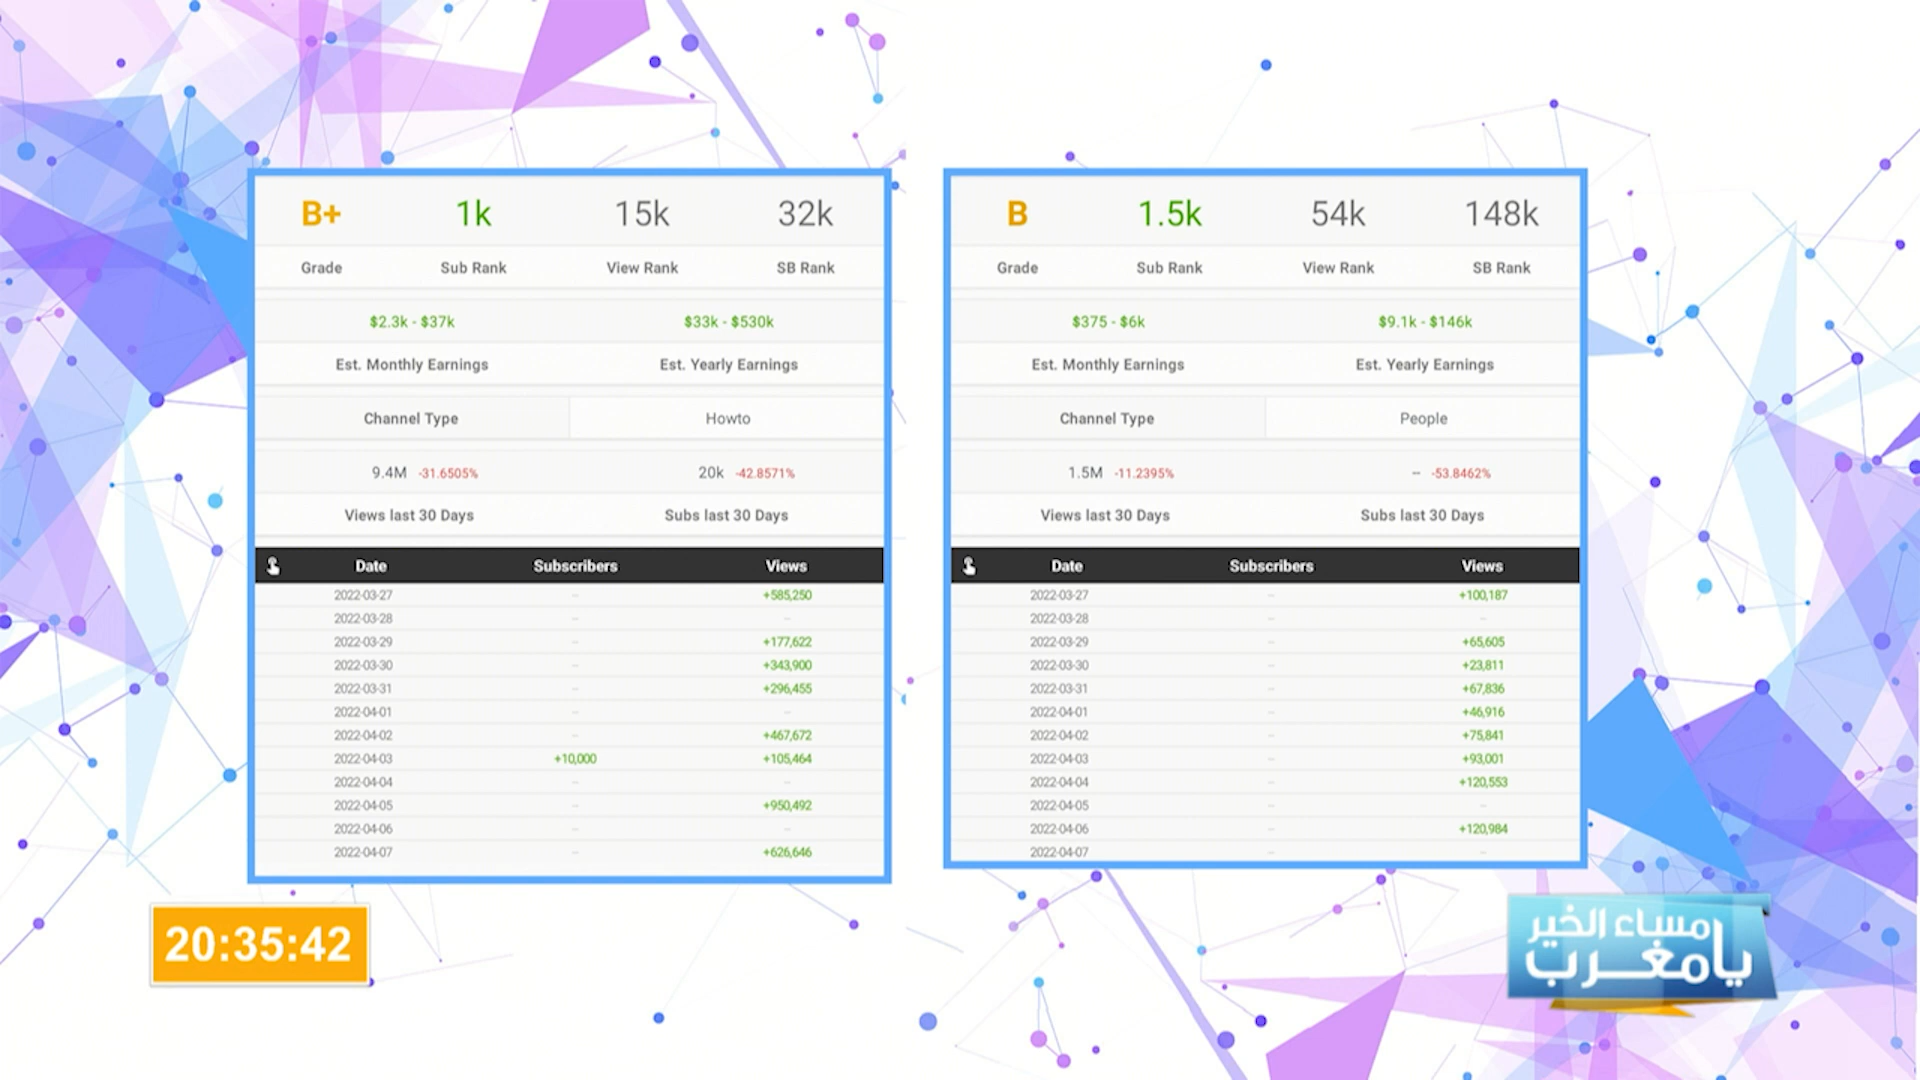 B+ 1k 15k 32k
Grade Sub Rank View Rank SB Rank
$2.3k - $37k $33k - $530k
Est. Monthly Earnings Est. Yearly Earnings
Channel Type Howto
9.4M -31.6505% 20k -42.8571%
Views last 30 Days Subs last 30 Days
Date Subscribers Views
2022-03-27 -- +585,250
2022-03-28 -- --
2022-03-29 -- +177,622
2022-03-30 -- +343,900
2022-03-31 -- +296,455
2022-04-01 -- --
2022-04-02 -- +467,672
2022-04-03 +10,000 +105,464
2022-04-04 -- --
2022-04-05 -- +950,492
2022-04-06 -- --
2022-04-07 -- +626,646
B 1.5k 54k 148k
Grade Sub Rank View Rank SB Rank
$375 - $6k $9.1k - $146k
Est. Monthly Earnings Est. Yearly Earnings
Channel Type People
1.5M -11.2395% -- -53.8462%
Views last 30 Days Subs last 30 Days
Date Subscribers Views
2022-03-27 -- +100,187
2022-03-28 -- --
2022-03-29 -- +65,605
2022-03-30 -- +23,811
2022-03-31 -- +67,836
2022-04-01 -- +46,916
2022-04-02 -- +75,841
2022-04-03 -- +93,001
2022-04-04 -- +120,553
2022-04-05 -- --
2022-04-06 -- +120,984
2022-04-07 -- --
20:35:42
مساء الخير
يا مغرب